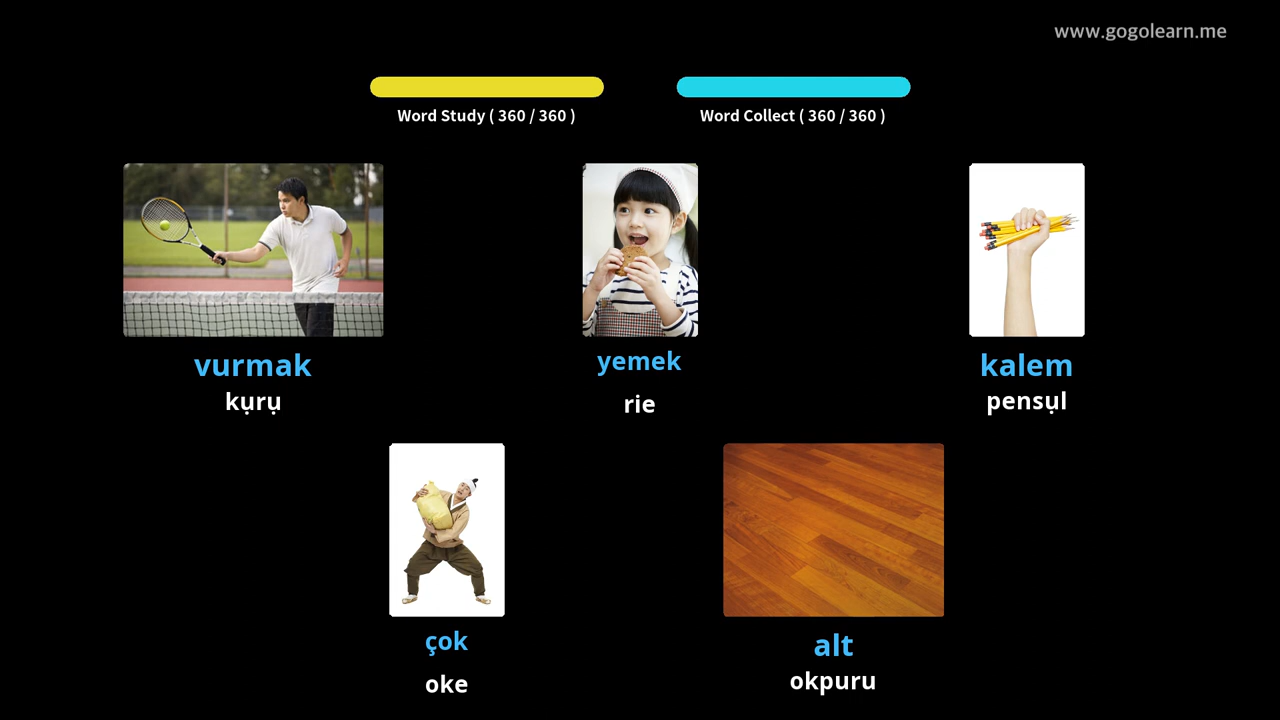 www.gogolearn.me
Word Study ( 360 / 360 )
Word Collect ( 360 / 360 )
vurmak
kụrụ
yemek
rie
kalem
pensụl
çok
oke
alt
okpuru